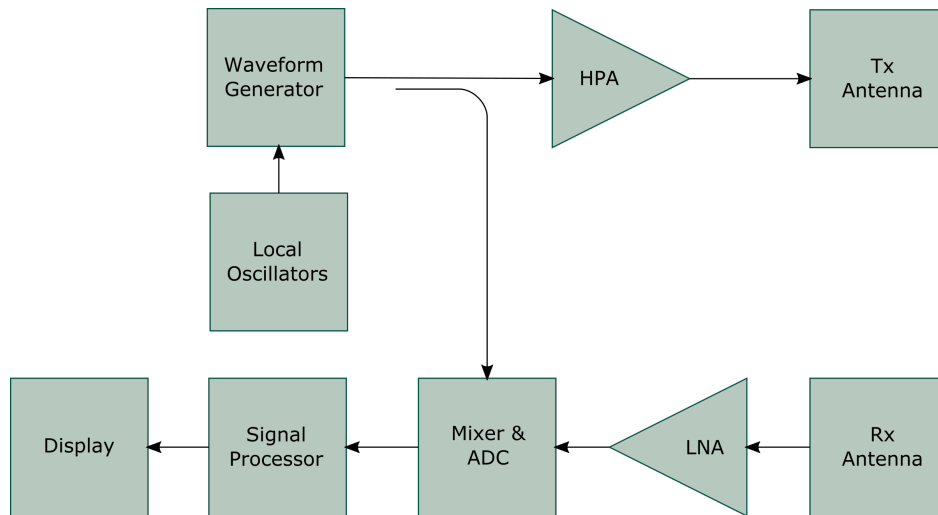 Waveform
Generator
HPA
Tx
Antenna
Local
Oscillators
Display
Signal
Processor
Mixer &
ADC
LNA
Rx
Antenna